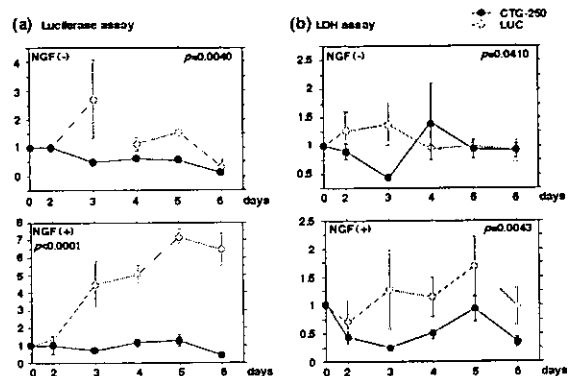 (a) Luciferase assay
(b) LDH assay
CTG-250
LUC
NGF (-)
p=0.0040
4
3
2
1
0
0 2 3 4 5 6 days
NGF (-)
p=0.0410
2.5
2
1.5
1
0.5
0 2 3 4 5 6 days
NGF (+)
p<0.0001
8
7
6
5
4
3
2
1
0
0 2 3 4 5 6 days
NGF (+)
p=0.0043
2.5
2
1.5
1
0.5
0
0 2 3 4 5 6 days